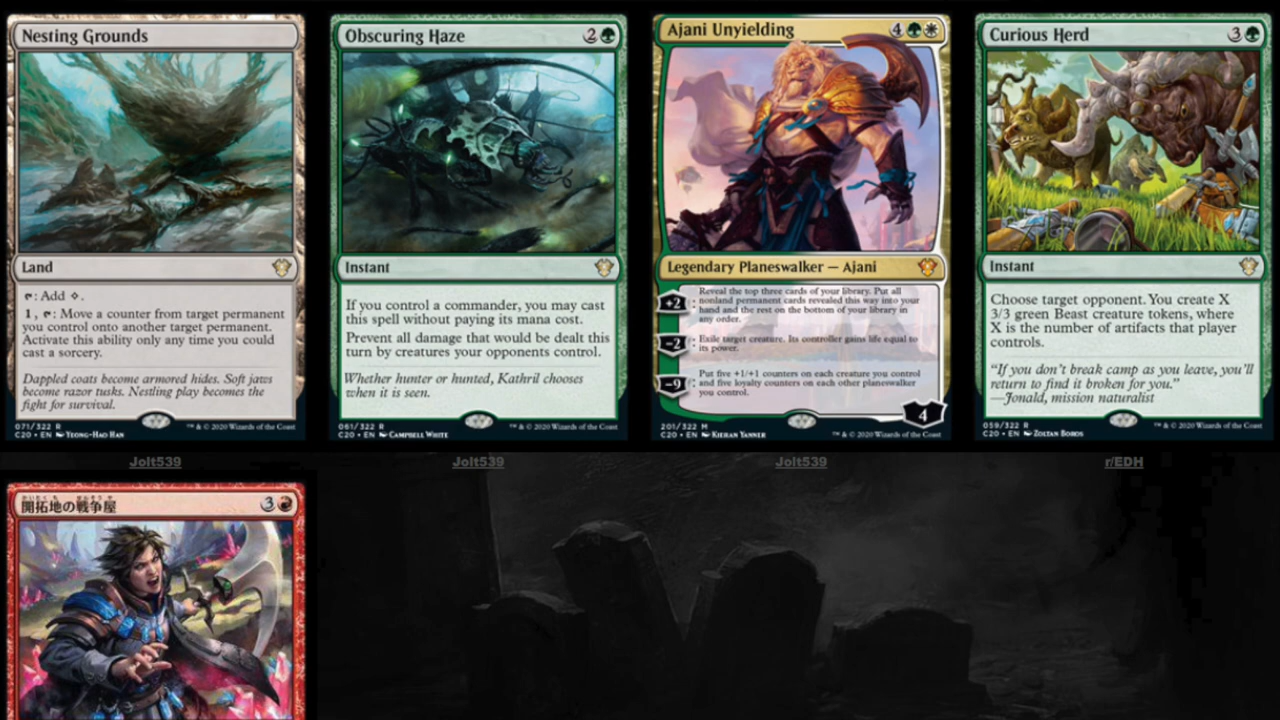 Nesting Grounds
Land
: Add .
1, : Move a counter from target permanent
you control onto another target permanent.
Activate this ability only any time you could
cast a sorcery.
Dappled coats become armored hides. Soft jaws
become razor tusks. Nestling play becomes the
fight for survival.
071/322 R
C20 • EN Yeong-Hao Han
™ & © 2020 Wizards of the Coast
Jolt539
Obscuring Haze 2
Instant
If you control a commander, you may cast
this spell without paying its mana cost.
Prevent all damage that would be dealt this
turn by creatures your opponents control.
Whether hunter or hunted, Kathril chooses
when it is seen.
061/322 R
C20 • EN Campbell White
™ & © 2020 Wizards of the Coast
Jolt539
Ajani Unyielding 4
Legendary Planeswalker — Ajani
+2: Reveal the top three cards of your library. Put all
nonland permanent cards revealed this way into your
hand and the rest on the bottom of your library in
any order.
−2: Exile target creature. Its controller gains life equal to
its power.
−9: Put five +1/+1 counters on each creature you control
and five loyalty counters on each other planeswalker
you control.
4
201/322 M
C20 • EN Kieran Yanner
™ & © 2020 Wizards of the Coast
Jolt539
Curious Herd 3
Instant
Choose target opponent. You create X
3/3 green Beast creature tokens, where
X is the number of artifacts that player
controls.
“If you don’t break camp as you leave, you’ll
return to find it broken for you.”
—Jonald, mission naturalist
059/322 R
C20 • EN Zoltan Boros
™ & © 2020 Wizards of the Coast
r/EDH
開拓地の戦争屋 3